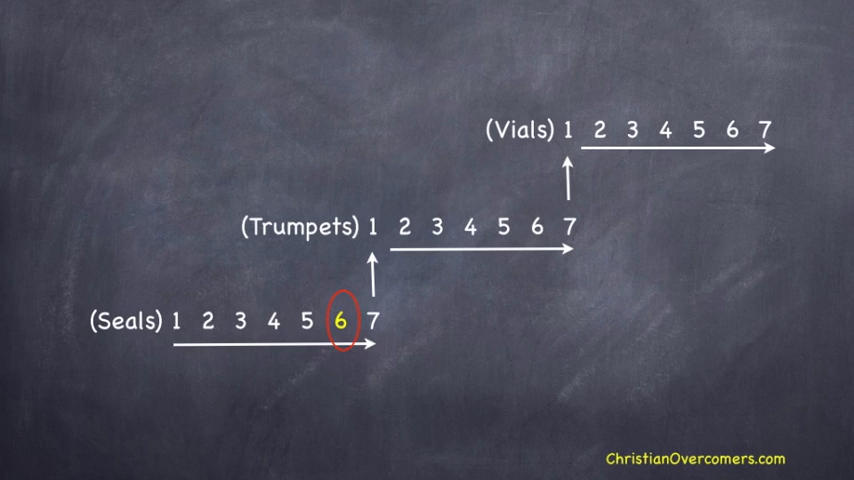 (Vials) 1 2 3 4 5 6 7
(Trumpets) 1 2 3 4 5 6 7
(Seals) 1 2 3 4 5 6 7
ChristianOvercomers.com